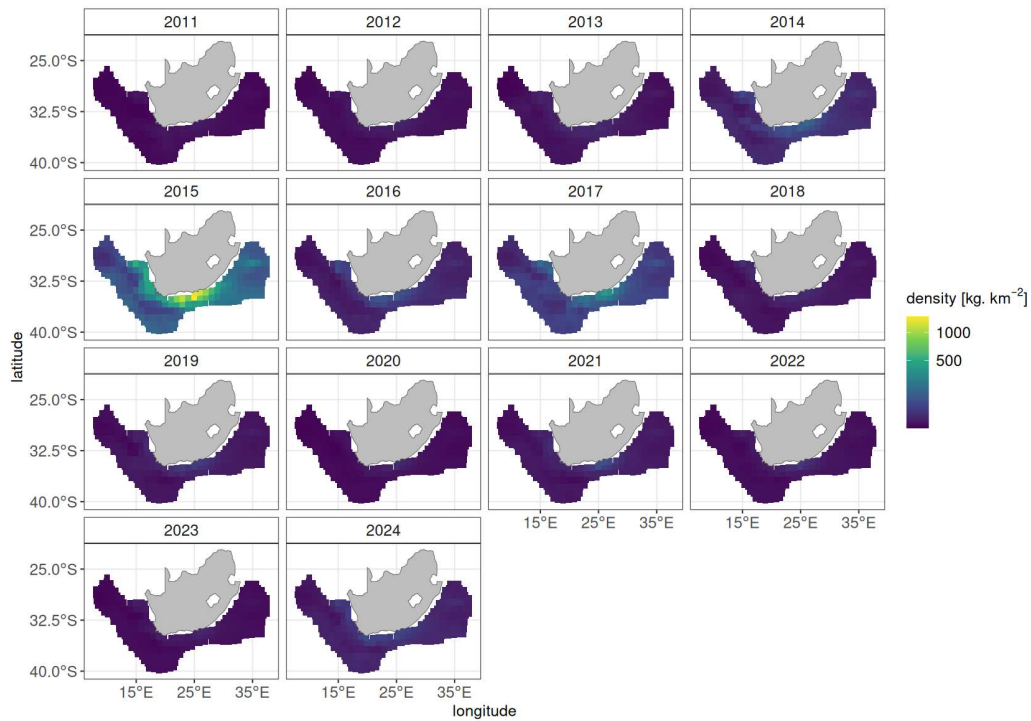 2011 2012 2013 2014
25.0°S
32.5°S
40.0°S
2015 2016 2017 2018
25.0°S
32.5°S
40.0°S
density [kg. km⁻²]
1000
500
latitude
2019 2020 2021 2022
25.0°S
32.5°S
40.0°S
15°E 25°E 35°E 15°E 25°E 35°E
2023 2024
25.0°S
32.5°S
40.0°S
15°E 25°E 35°E 15°E 25°E 35°E
longitude